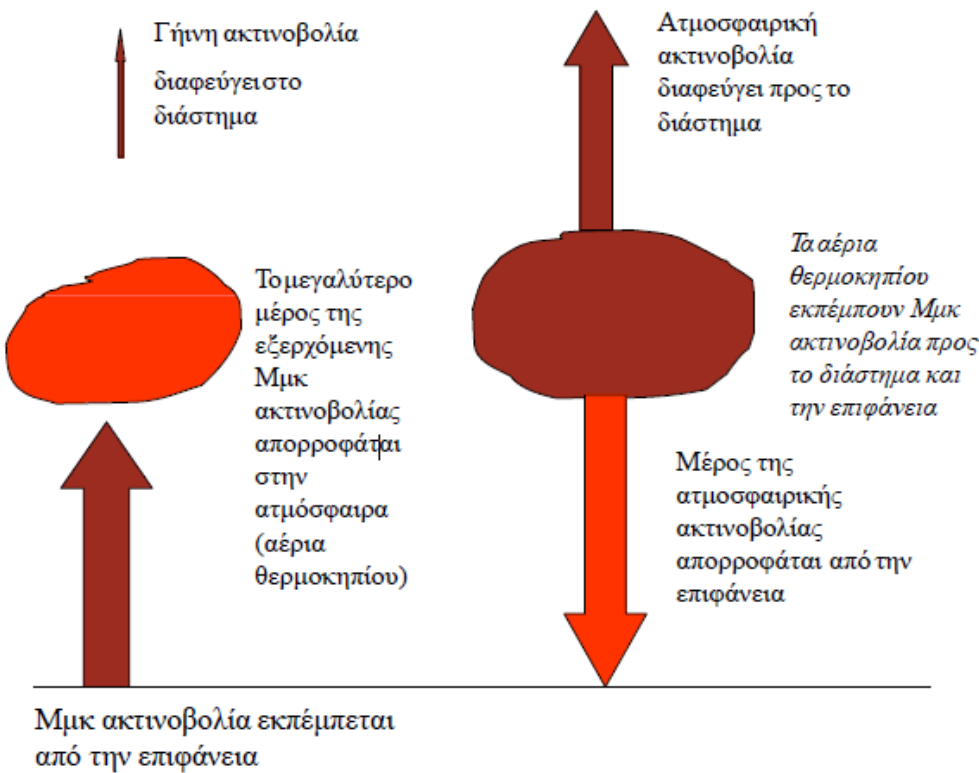 Γήινη ακτινοβολία
διαφεύγει στο
διάστημα
Ατμοσφαιρική
ακτινοβολία
διαφεύγει προς το
διάστημα
Το μεγαλύτερο
μέρος της
εξερχόμενης
Μμκ
ακτινοβολίας
απορροφάται
στην
ατμόσφαιρα
(αέρια
θερμοκηπίου)
Τα αέρια
θερμοκηπίου
εκπέμπουν Μμκ
ακτινοβολία προς
το διάστημα και
την επιφάνεια
Μέρος της
ατμοσφαιρικής
ακτινοβολίας
απορροφάται από την
επιφάνεια
Μμκ ακτινοβολία εκπέμπεται
από την επιφάνεια